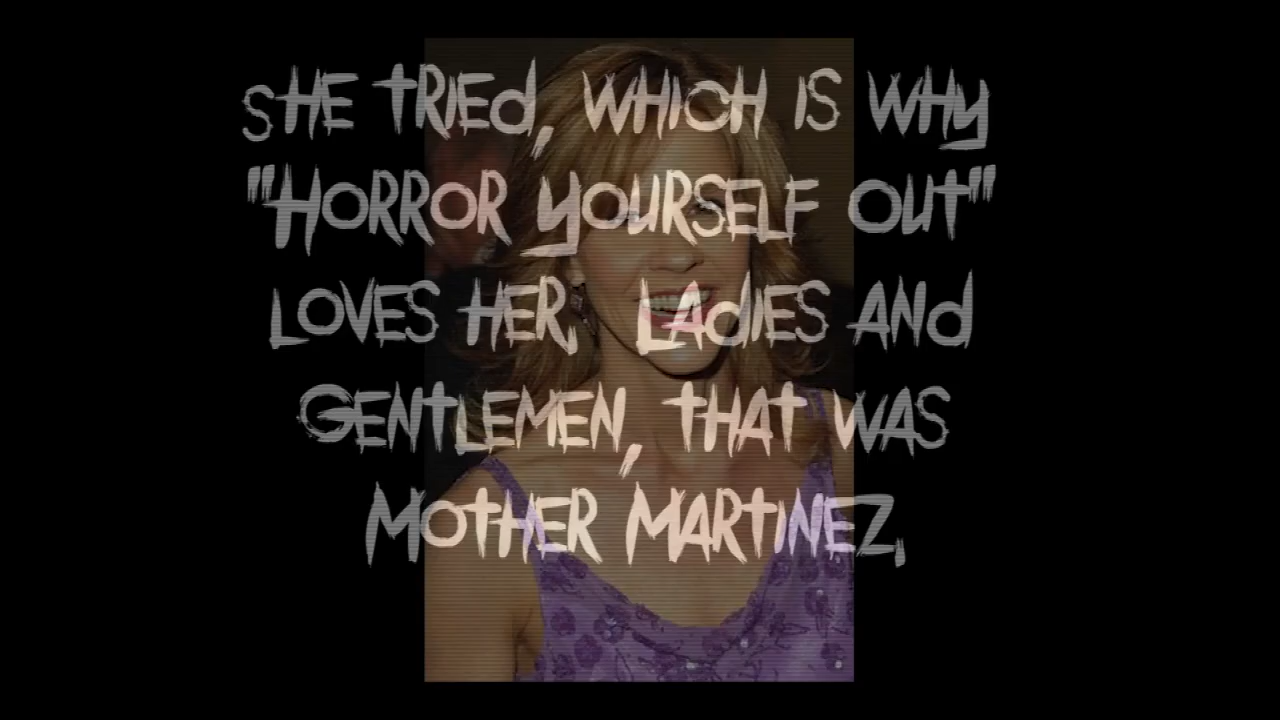 SHE TRIED, WHICH IS WHY
"HORROR YOURSELF OUT"
LOVES HER. LADIES AND
GENTLEMEN, THAT WAS
MOTHER MARTINEZ.